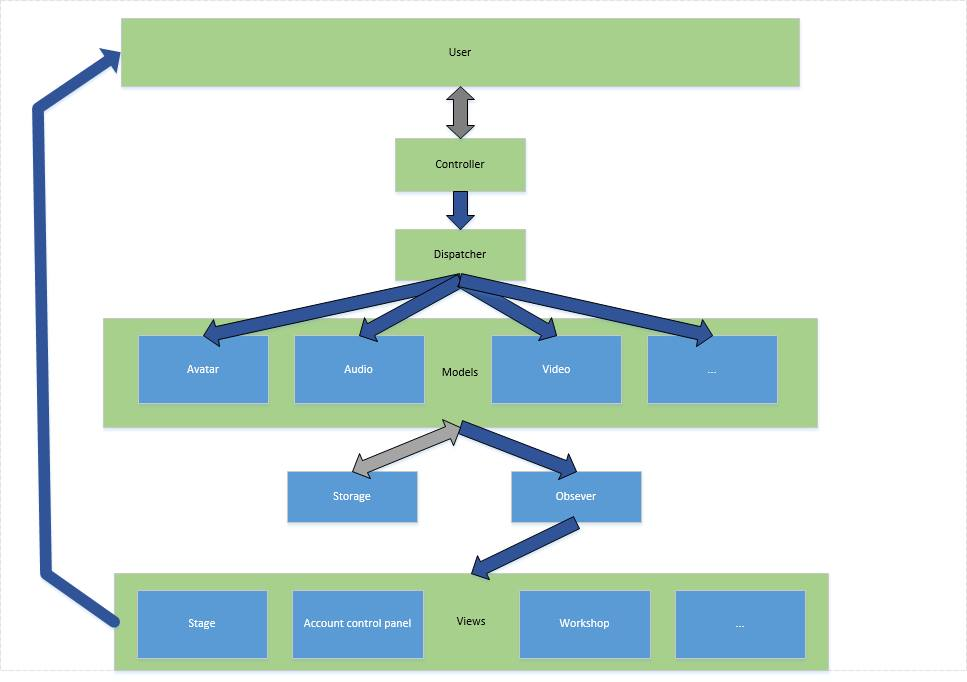 User
Controller
Dispatcher
Avatar
Audio
Models
Video
...
Storage
Obsever
Stage
Account control panel
Views
Workshop
...